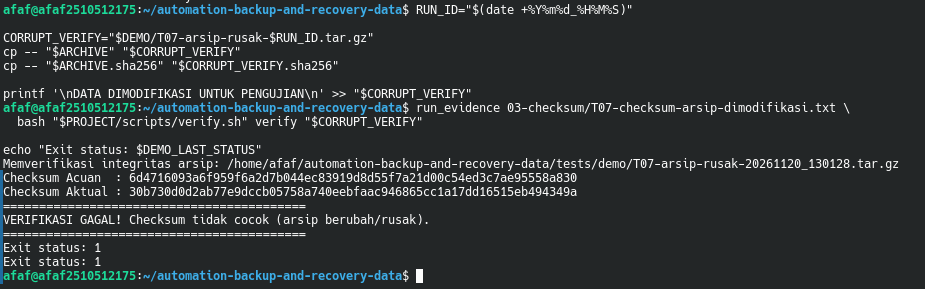 afaf@afaf2510512175:~/automation-backup-and-recovery-data$ RUN_ID="$(date +%Y%m%d_%H%M%S)"

CORRUPT_VERIFY="$DEMO/T07-arsip-rusak-$RUN_ID.tar.gz"
cp -- "$ARCHIVE" "$CORRUPT_VERIFY"
cp -- "$ARCHIVE.sha256" "$CORRUPT_VERIFY.sha256"

printf '\nDATA DIMODIFIKASI UNTUK PENGUJIAN\n' >> "$CORRUPT_VERIFY"
afaf@afaf2510512175:~/automation-backup-and-recovery-data$ run_evidence 03-checksum/T07-checksum-arsip-dimodifikasi.txt \
  bash "$PROJECT/scripts/verify.sh" verify "$CORRUPT_VERIFY"

echo "Exit status: $DEMO_LAST_STATUS"
Memverifikasi integritas arsip: /home/afaf/automation-backup-and-recovery-data/tests/demo/T07-arsip-rusak-20261120_130128.tar.gz
Checksum Acuan  : 6d4716093a6f959f6a2d7b044ec83919d8d55f7a21d00c54ed3c7ae95558a830
Checksum Aktual : 30b730d0d2ab77e9dccb05758a740eebfaac946865cc1a17dd16515eb494349a
==========================================
VERIFIKASI GAGAL! Checksum tidak cocok (arsip berubah/rusak).
==========================================
Exit status: 1
Exit status: 1
afaf@afaf2510512175:~/automation-backup-and-recovery-data$